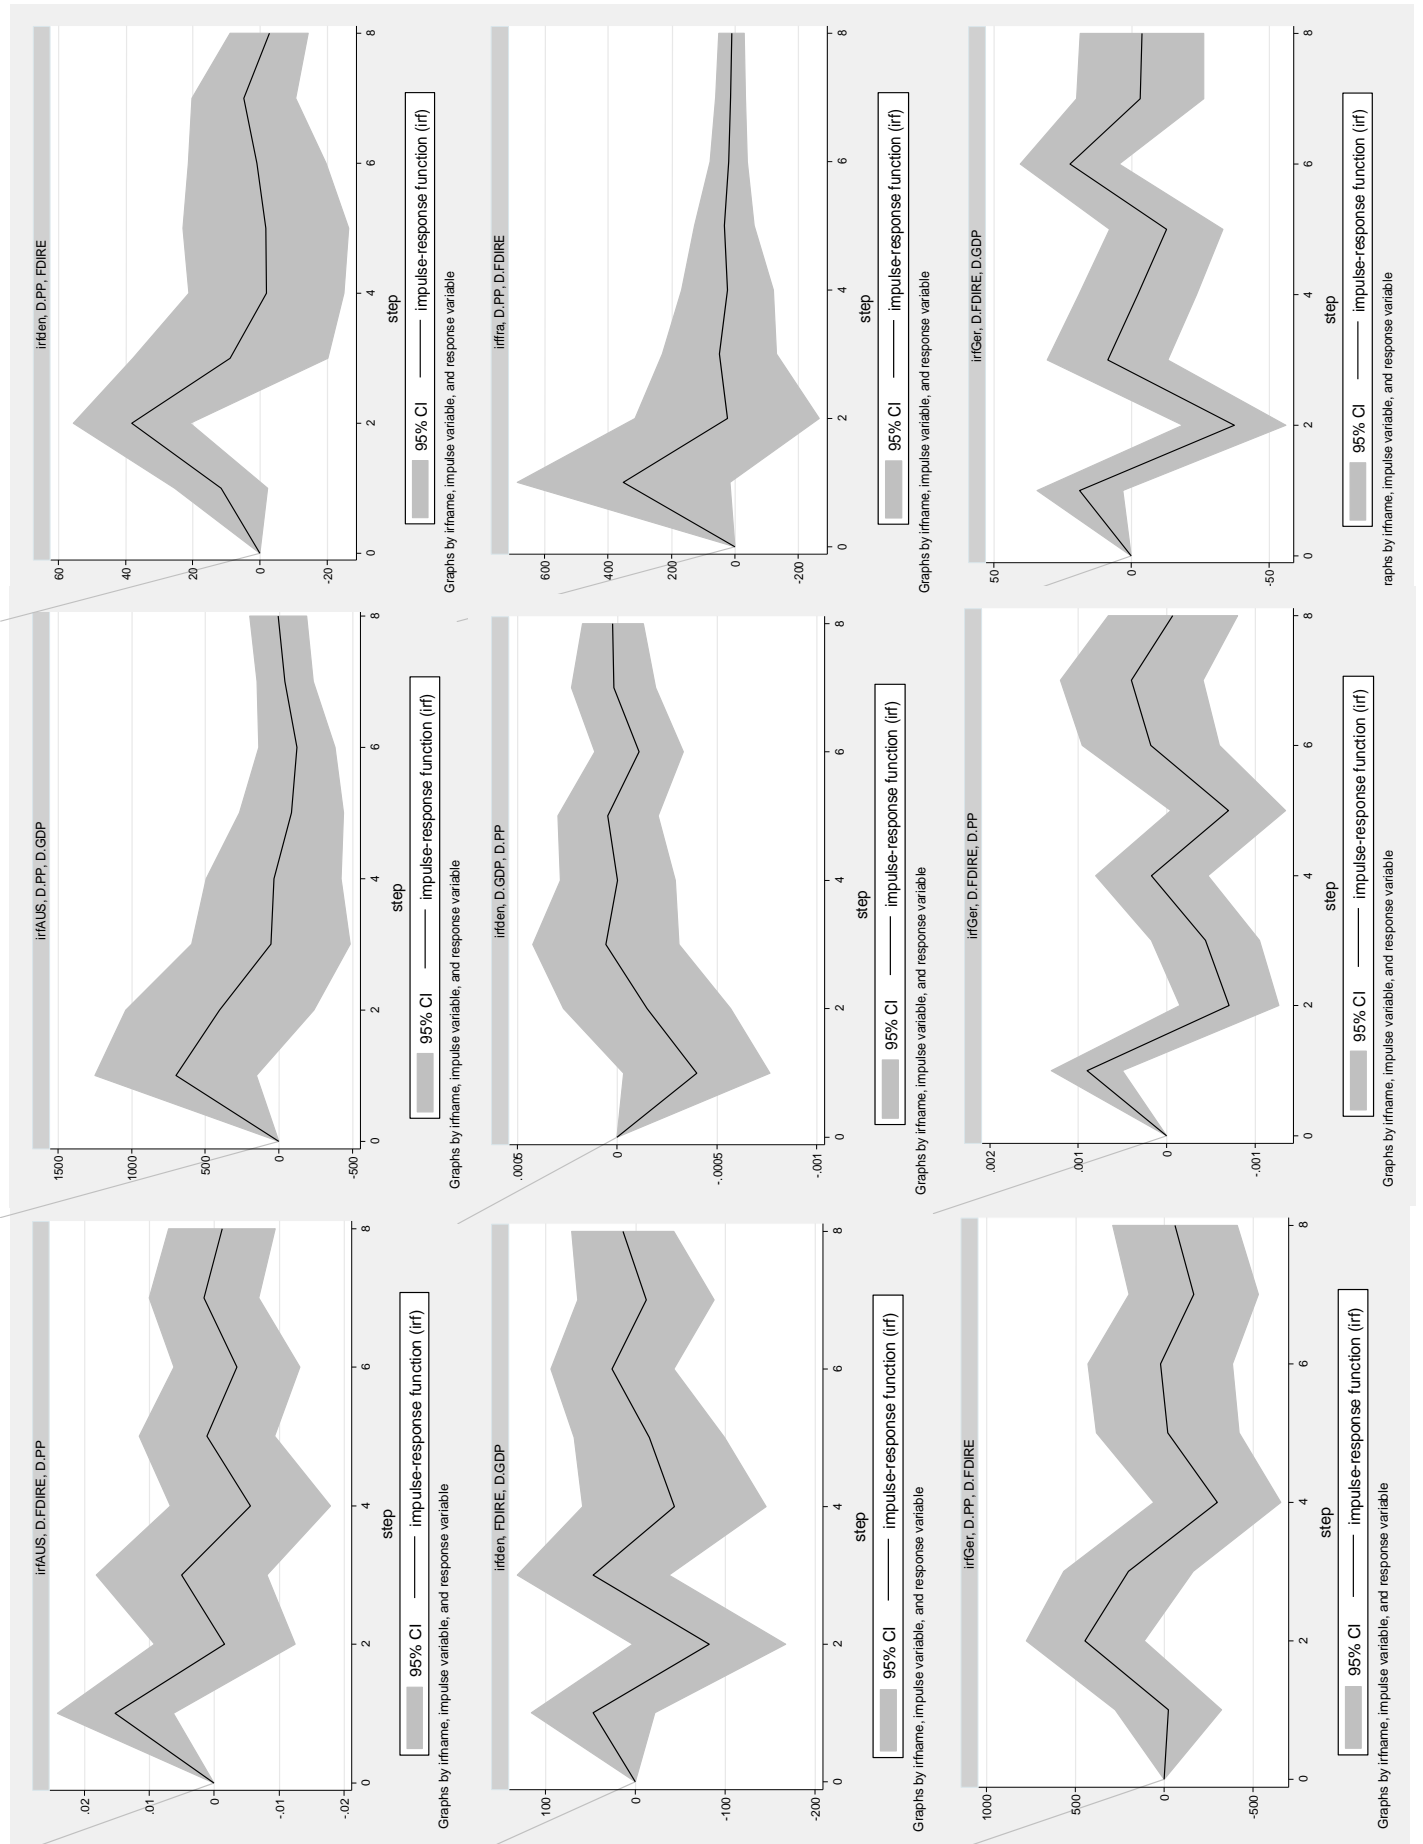 irfAUS, D.FDIRE, D.PP
.02
.01
0
-.01
-.02
0 2 4 6 8
step
95% CI impulse-response function (irf)
Graphs by irfname, impulse variable, and response variable
irfAUS, D.PP, D.GDP
1500
1000
500
0
-500
0 2 4 6 8
step
95% CI impulse-response function (irf)
Graphs by irfname, impulse variable, and response variable
irfden, D.PP, FDIRE
60
40
20
0
-20
0 2 4 6 8
step
95% CI impulse-response function (irf)
Graphs by irfname, impulse variable, and response variable
irfden, FDIRE, D.GDP
100
0
-100
-200
0 2 4 6 8
step
95% CI impulse-response function (irf)
Graphs by irfname, impulse variable, and response variable
irfden, D.GDP, D.PP
.0005
0
-.0005
-.001
0 2 4 6 8
step
95% CI impulse-response function (irf)
Graphs by irfname, impulse variable, and response variable
irffra, D.PP, D.FDIRE
600
400
200
0
-200
0 2 4 6 8
step
95% CI impulse-response function (irf)
Graphs by irfname, impulse variable, and response variable
irfGer, D.PP, D.FDIRE
1000
500
0
-500
0 2 4 6 8
step
95% CI impulse-response function (irf)
Graphs by irfname, impulse variable, and response variable
irfGer, D.FDIRE, D.PP
.002
.001
0
-.001
0 2 4 6 8
step
95% CI impulse-response function (irf)
Graphs by irfname, impulse variable, and response variable
irfGer, D.FDIRE, D.GDP
50
0
-50
0 2 4 6 8
step
95% CI impulse-response function (irf)
raphs by irfname, impulse variable, and response variable